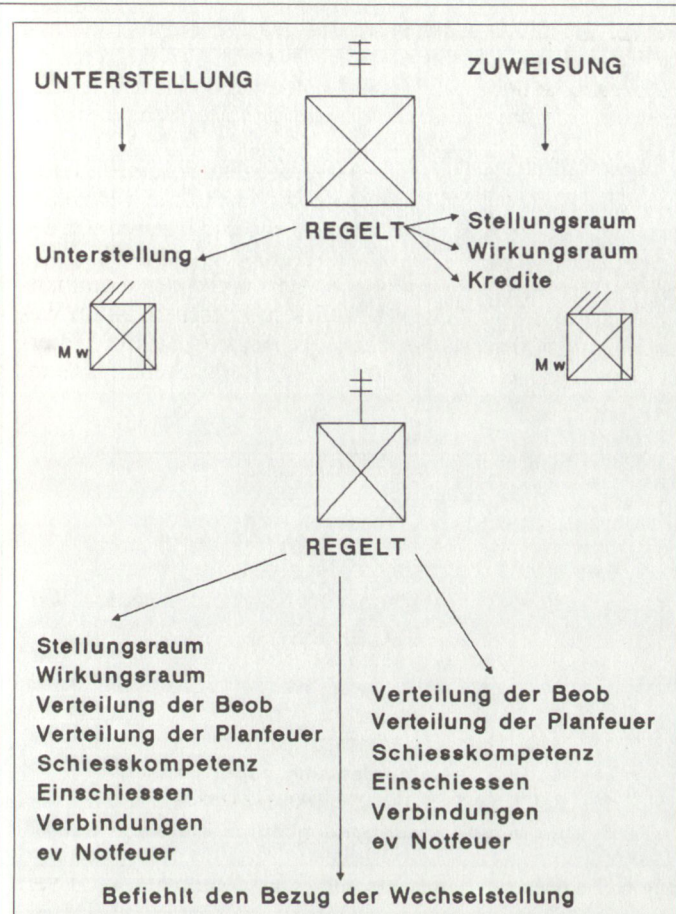 UNTERSTELLUNG
ZUWEISUNG
REGELT
Unterstellung
Stellungsraum
Wirkungsraum
Kredite
Mw
Mw
REGELT
Stellungsraum
Wirkungsraum
Verteilung der Beob
Verteilung der Planfeuer
Schiesskompetenz
Einschiessen
Verbindungen
ev Notfeuer
Verteilung der Beob
Verteilung der Planfeuer
Schiesskompetenz
Einschiessen
Verbindungen
ev Notfeuer
Befiehlt den Bezug der Wechselstellung